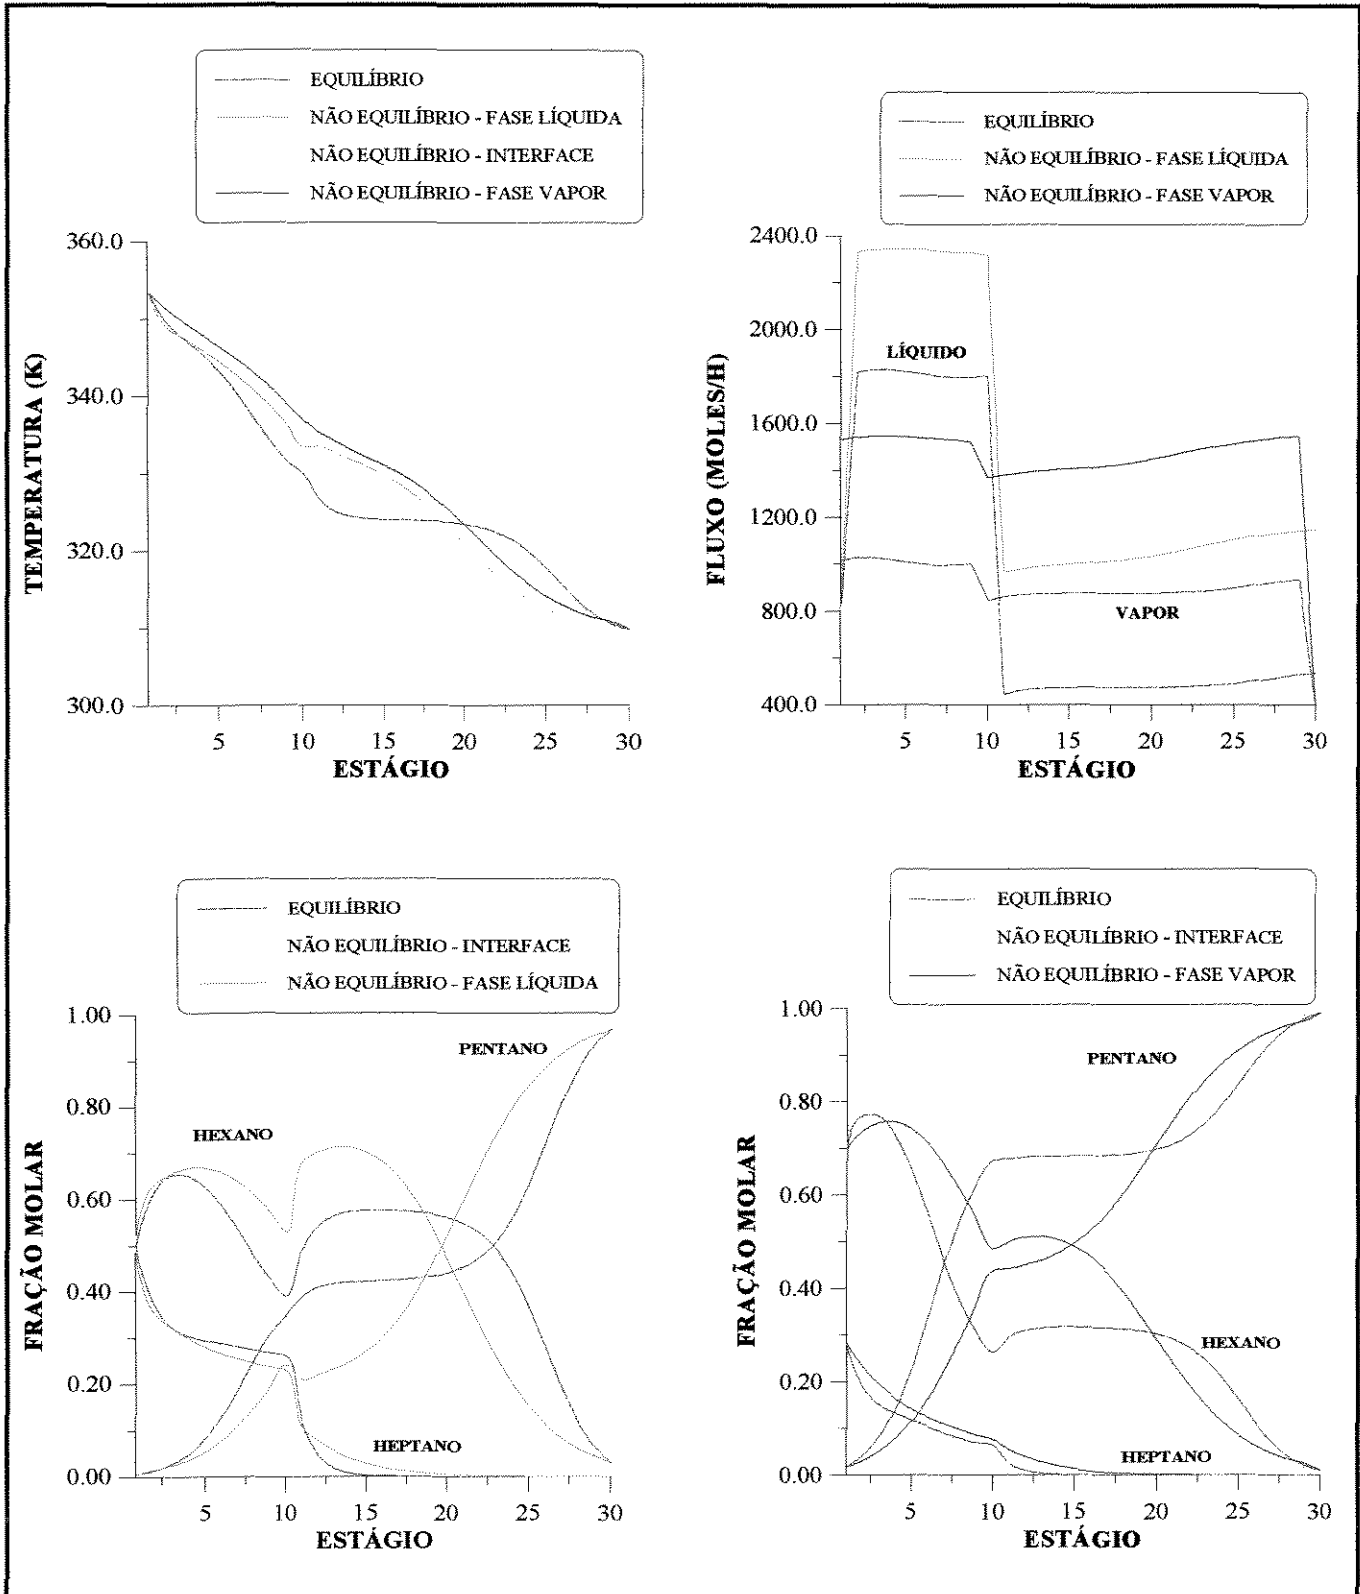 EQUILÍBRIO
NÃO EQUILÍBRIO - FASE LÍQUIDA
NÃO EQUILÍBRIO - INTERFACE
NÃO EQUILÍBRIO - FASE VAPOR
360.0
340.0
320.0
300.0
TEMPERATURA (K)
5 10 15 20 25 30
ESTÁGIO
EQUILÍBRIO
NÃO EQUILÍBRIO - FASE LÍQUIDA
NÃO EQUILÍBRIO - FASE VAPOR
2400.0
2000.0
1600.0
1200.0
800.0
400.0
FLUXO (MOLES/H)
LÍQUIDO
VAPOR
5 10 15 20 25 30
ESTÁGIO
EQUILÍBRIO
NÃO EQUILÍBRIO - INTERFACE
NÃO EQUILÍBRIO - FASE LÍQUIDA
1.00
0.80
0.60
0.40
0.20
0.00
FRAÇÃO MOLAR
PENTANO
HEXANO
HEPTANO
5 10 15 20 25 30
ESTÁGIO
EQUILÍBRIO
NÃO EQUILÍBRIO - INTERFACE
NÃO EQUILÍBRIO - FASE VAPOR
1.00
0.80
0.60
0.40
0.20
0.00
FRAÇÃO MOLAR
PENTANO
HEXANO
HEPTANO
5 10 15 20 25 30
ESTÁGIO